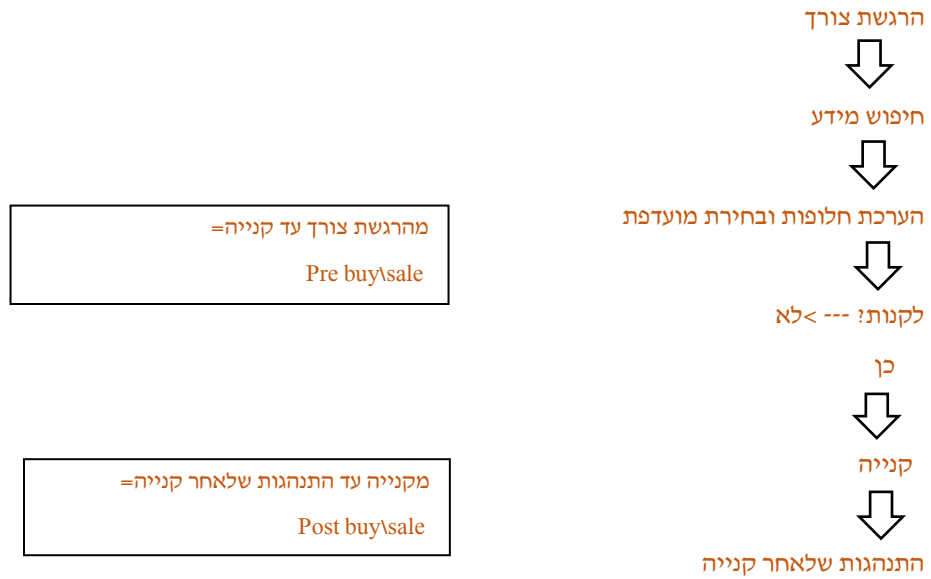 הרגשת צורך
חיפוש מידע
הערכת חלופות ובחירת מועדפת
לקנות? --- >לא
כן
קנייה
התנהגות שלאחר קנייה
מהרגשת צורך עד קנייה=
Pre buy\sale
מקנייה עד התנהגות שלאחר קנייה=
Post buy\sale